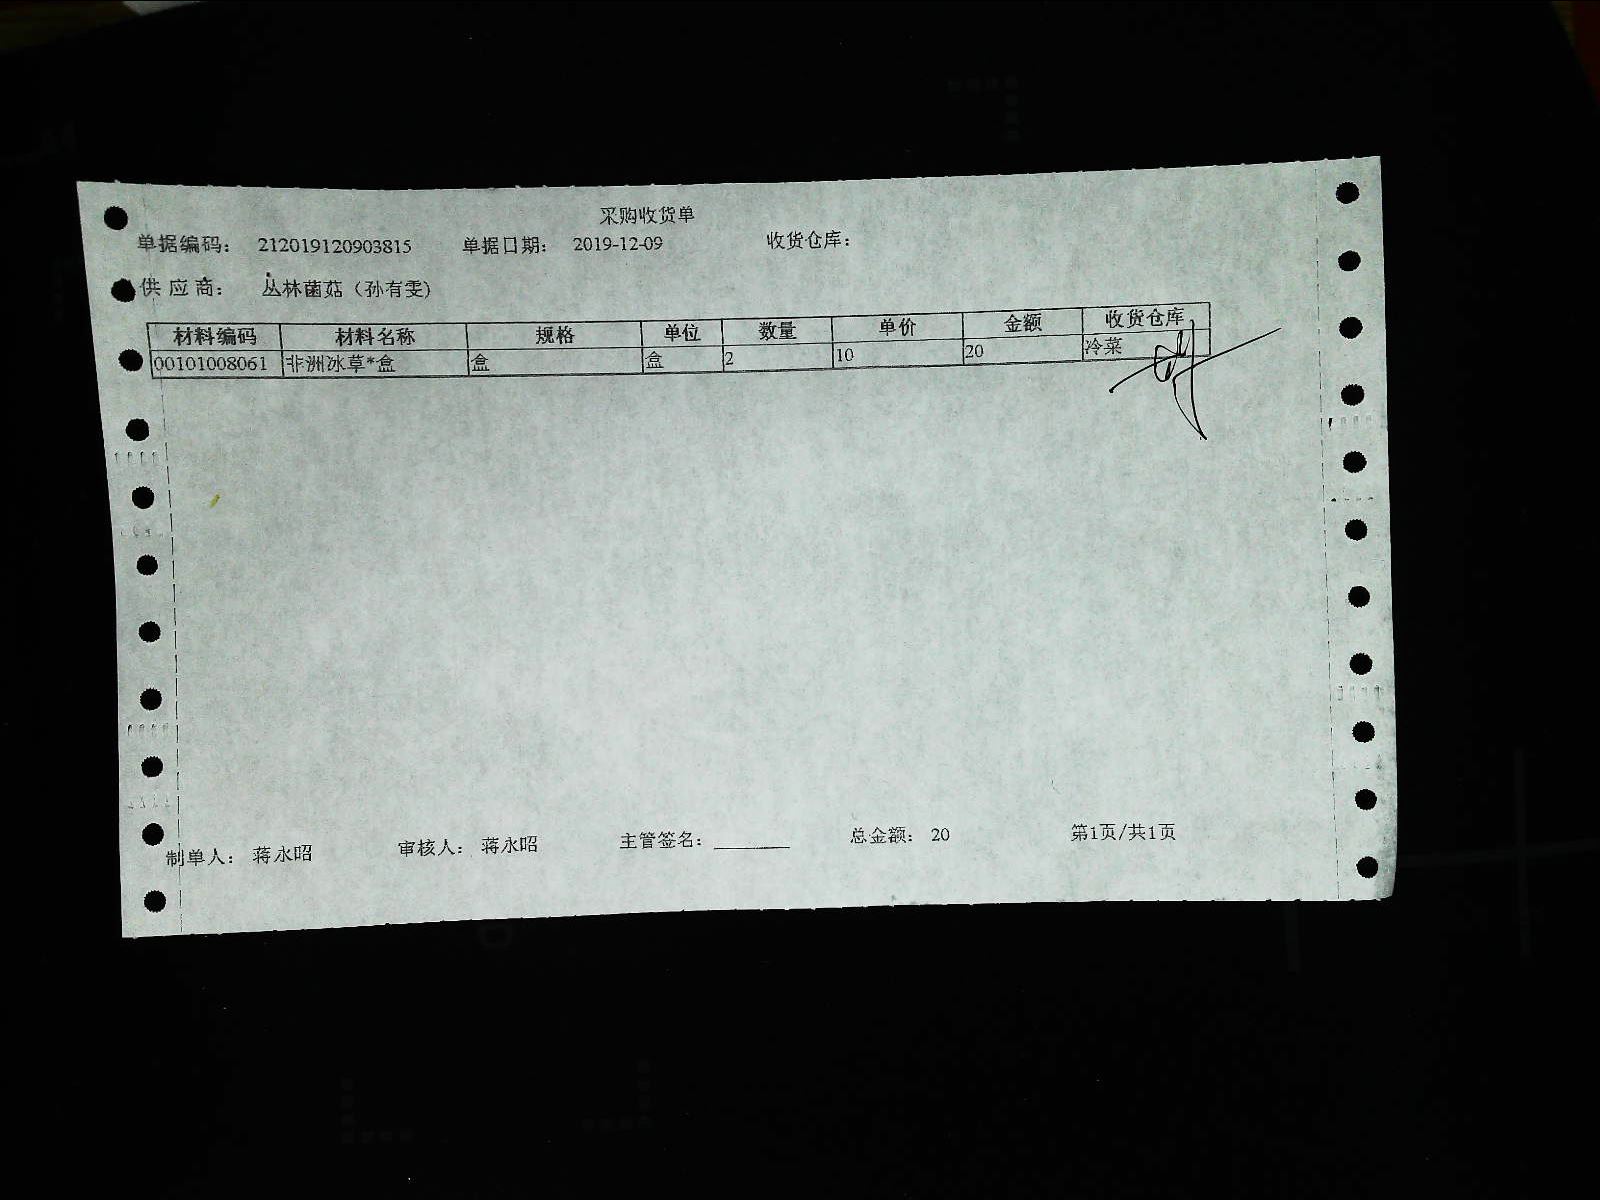 采购收货单
单据编码： 212019120903815 单据日期： 2019-12-09 收货仓库：
供应商： 丛林菌菇（孙有雯）
材料编码 材料名称 规格 单位 数量 单价 金额 收货仓库
00101008061 非洲冰草*盒 盒 盒 2 10 20 冷菜
制单人： 蒋永昭 审核人： 蒋永昭 主管签名：________ 总金额： 20 第1页/共1页